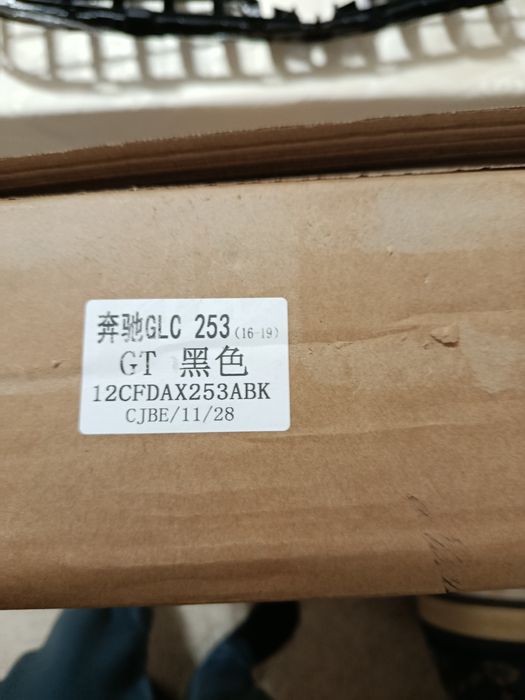 奔驰GLC 253(16-19)
GT 黑色
12CFDAX253ABK
CJBE/11/28